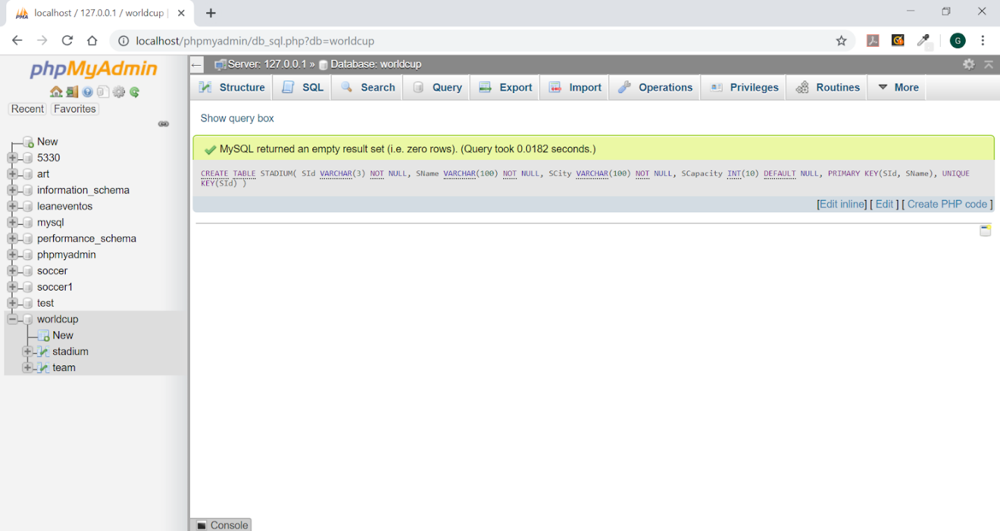 localhost / 127.0.0.1 / worldcup |
localhost/phpmyadmin/db_sql.php?db=worldcup
G
phpMyAdmin
Recent Favorites
New
5330
art
information_schema
leaneventos
mysql
performance_schema
phpmyadmin
soccer
soccer1
test
worldcup
New
stadium
team
Server: 127.0.0.1 » Database: worldcup
Structure SQL Search Query Export Import Operations Privileges Routines More
Show query box
MySQL returned an empty result set (i.e. zero rows). (Query took 0.0182 seconds.)
CREATE TABLE STADIUM( SId VARCHAR(3) NOT NULL, SName VARCHAR(100) NOT NULL, SCity VARCHAR(100) NOT NULL, SCapacity INT(10) DEFAULT NULL, PRIMARY KEY(SId, SName), UNIQUE
KEY(SId) )
[Edit inline] [ Edit ] [ Create PHP code ]
Console